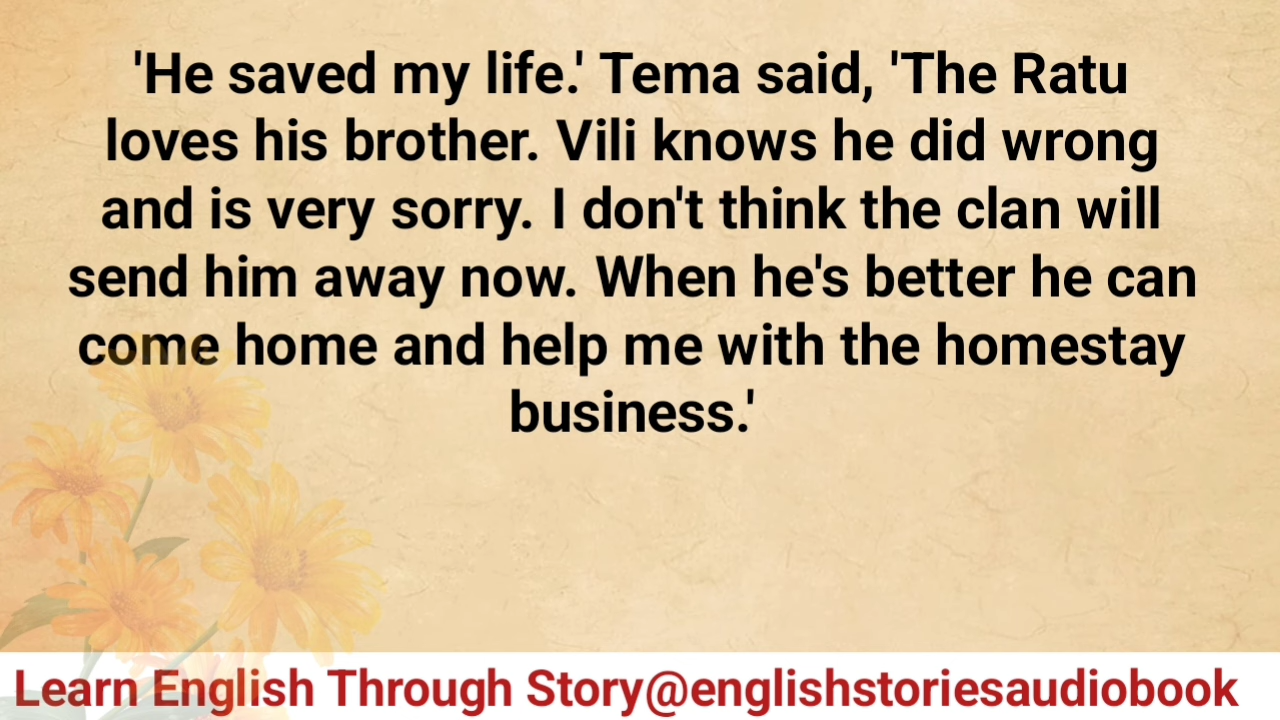 'He saved my life.' Tema said, 'The Ratu
loves his brother. Vili knows he did wrong
and is very sorry. I don't think the clan will
send him away now. When he's better he can
come home and help me with the homestay
business.'
Learn English Through Story@englishstoriesaudiobook